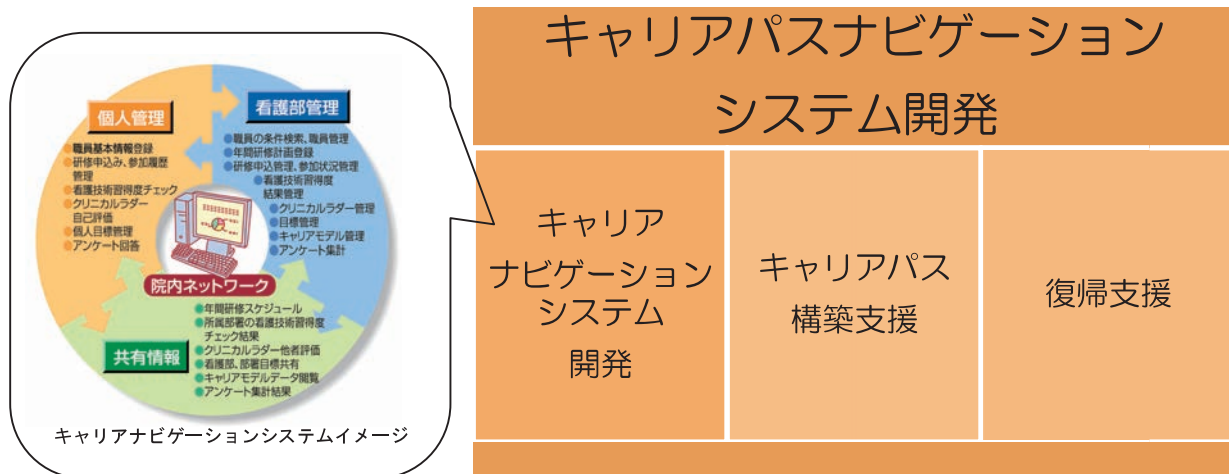 個人管理
●職員基本情報登録
●研修申込み、参加履歴
管理
●看護技術習得度チェック
●クリニカルラダー
自己評価
●個人目標管理
●アンケート回答
看護部管理
●職員の条件検索、職員管理
●年間研修計画登録
●研修申込管理、参加状況管理
●看護技術習得度
結果管理
●クリニカルラダー管理
●目標管理
●キャリアモデル管理
●アンケート集計
院内ネットワーク
共有情報
●年間研修スケジュール
●所属部署の看護技術習得度
チェック結果
●クリニカルラダー他者評価
●看護部、部署目標共有
●キャリアモデルデータ閲覧
●アンケート集計結果
キャリアナビゲーションシステムイメージ
キャリアパスナビゲーション
システム開発
キャリア
ナビゲーション
システム
開発
キャリアパス
構築支援
復帰支援